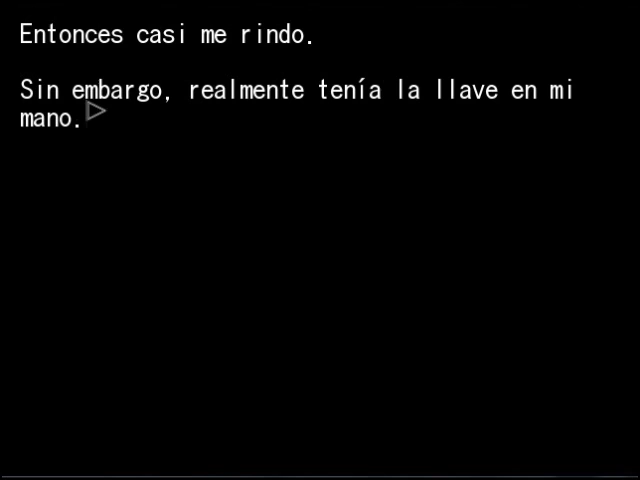 Entonces casi me rindo.
Sin embargo, realmente tenía la llave en mi
mano.